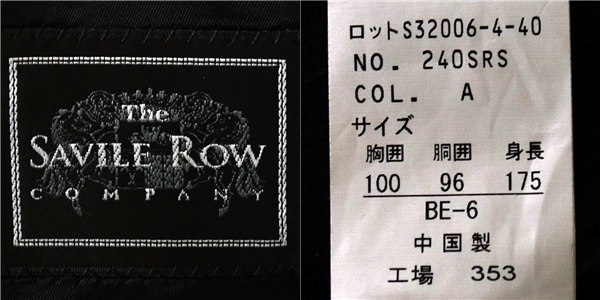 The
SAVILE ROW
COMPANY
ロットS32006-4-40
NO. 240SRS
COL. A
サイズ
胸囲 胴囲 身長
100 96 175
BE-6
中国製
工場 353